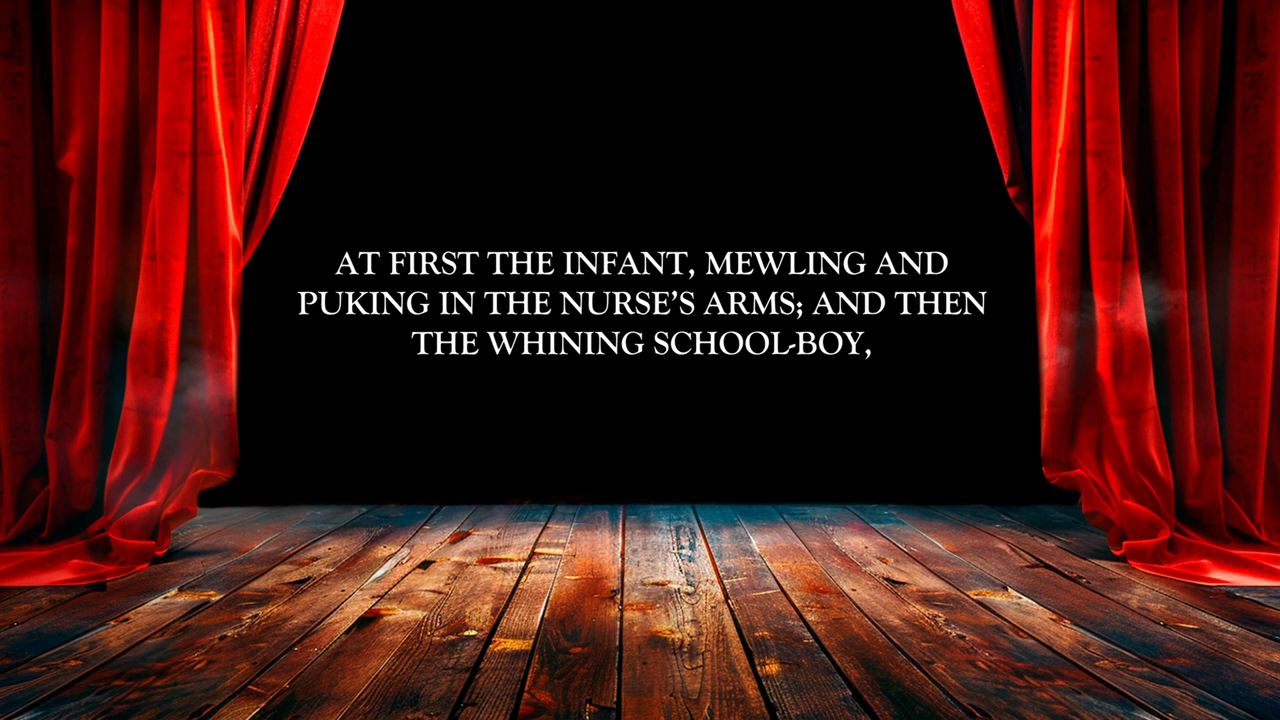 AT FIRST THE INFANT, MEWLING AND
PUKING IN THE NURSE’S ARMS; AND THEN
THE WHINING SCHOOL-BOY,